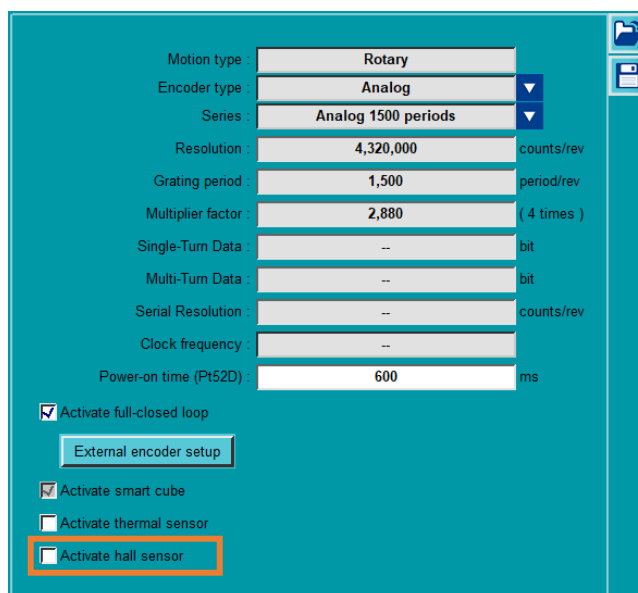 Motion type : Rotary
Encoder type : Analog
Series : Analog 1500 periods
Resolution : 4,320,000 counts/rev
Grating period : 1,500 period/rev
Multiplier factor : 2,880 ( 4 times )
Single-Turn Data : -- bit
Multi-Turn Data : -- bit
Serial Resolution : -- counts/rev
Clock frequency : --
Power-on time (Pt52D) : 600 ms
Activate full-closed loop
External encoder setup
Activate smart cube
Activate thermal sensor
Activate hall sensor